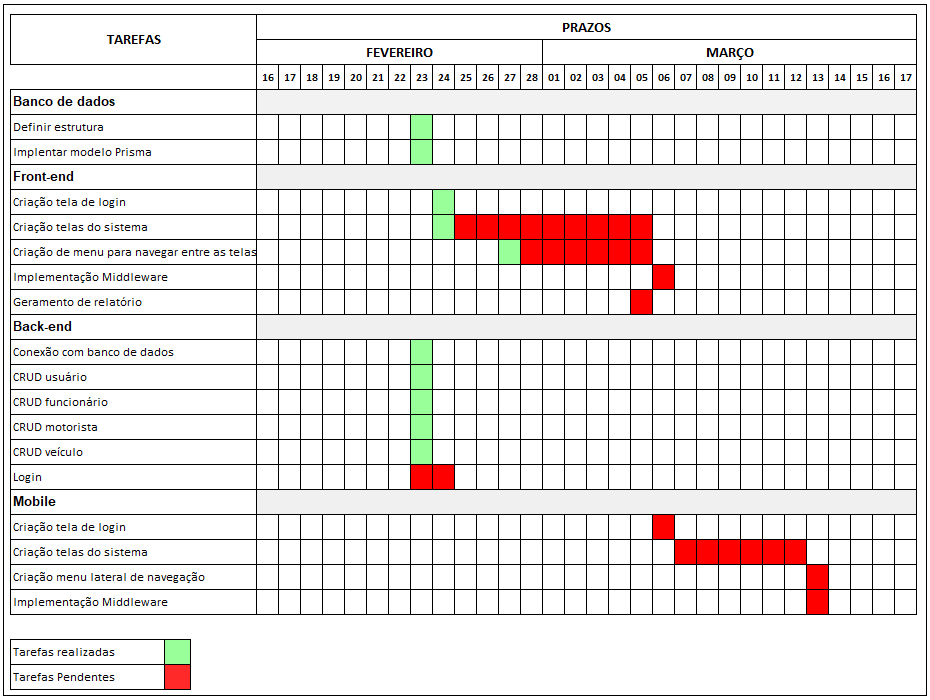 TAREFAS
PRAZOS
FEVEREIRO MARÇO
16 17 18 19 20 21 22 23 24 25 26 27 28 01 02 03 04 05 06 07 08 09 10 11 12 13 14 15 16 17
Banco de dados
Definir estrutura
Implentar modelo Prisma
Front-end
Criação tela de login
Criação telas do sistema
Criação de menu para navegar entre as telas
Implementação Middleware
Geramento de relatório
Back-end
Conexão com banco de dados
CRUD usuário
CRUD funcionário
CRUD motorista
CRUD veículo
Login
Mobile
Criação tela de login
Criação telas do sistema
Criação menu lateral de navegação
Implementação Middleware
Tarefas realizadas
Tarefas Pendentes